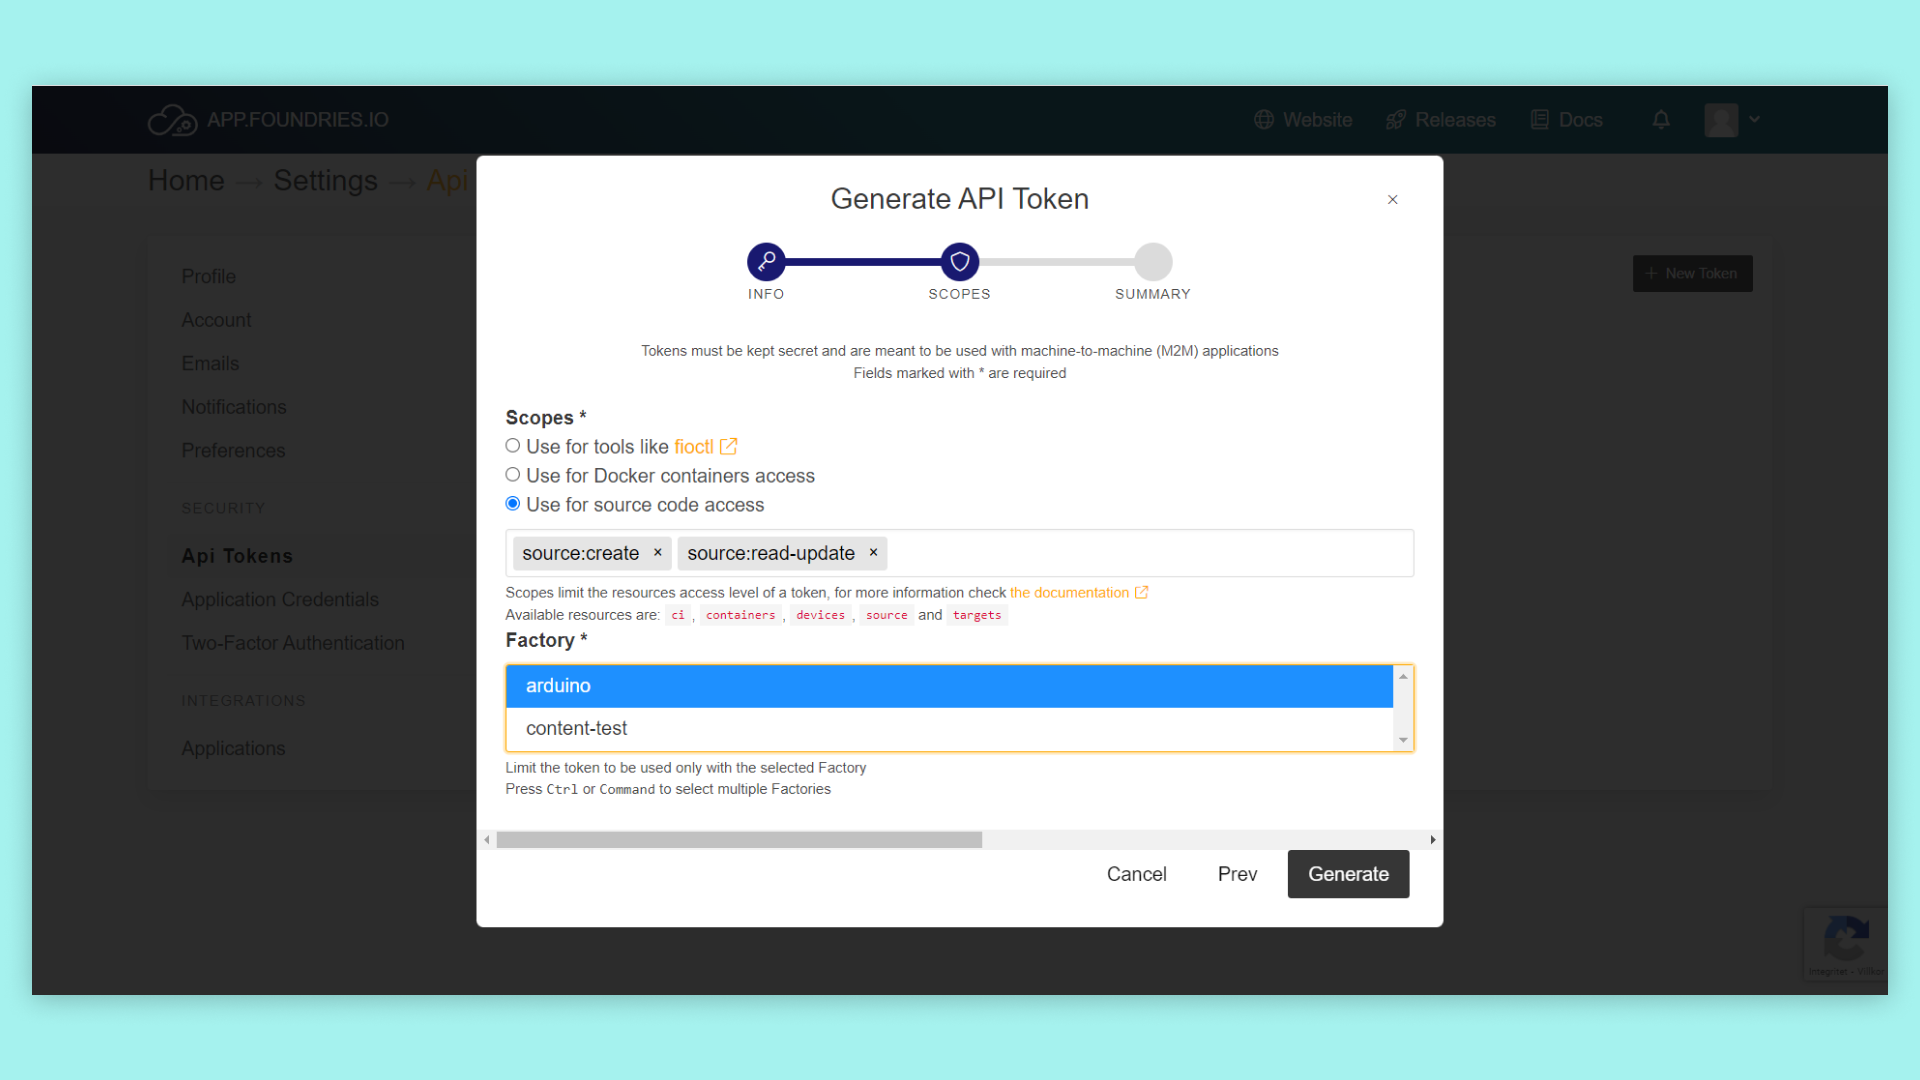 APP.FOUNDRIES.IO
Website
Releases
Docs
Home → Settings → Api
Profile
Account
Emails
Notifications
Preferences
SECURITY
Api Tokens
Application Credentials
Two-Factor Authentication
INTEGRATIONS
Applications
+ New Token
Generate API Token
×
INFO
SCOPES
SUMMARY
Tokens must be kept secret and are meant to be used with machine-to-machine (M2M) applications
Fields marked with * are required
Scopes *
Use for tools like fioctl
Use for Docker containers access
Use for source code access
source:create × source:read-update ×
Scopes limit the resources access level of a token, for more information check the documentation
Available resources are: ci , containers , devices , source and targets
Factory *
arduino
content-test
Limit the token to be used only with the selected Factory
Press Ctrl or Command to select multiple Factories
Cancel
Prev
Generate
Integritet - Villkor